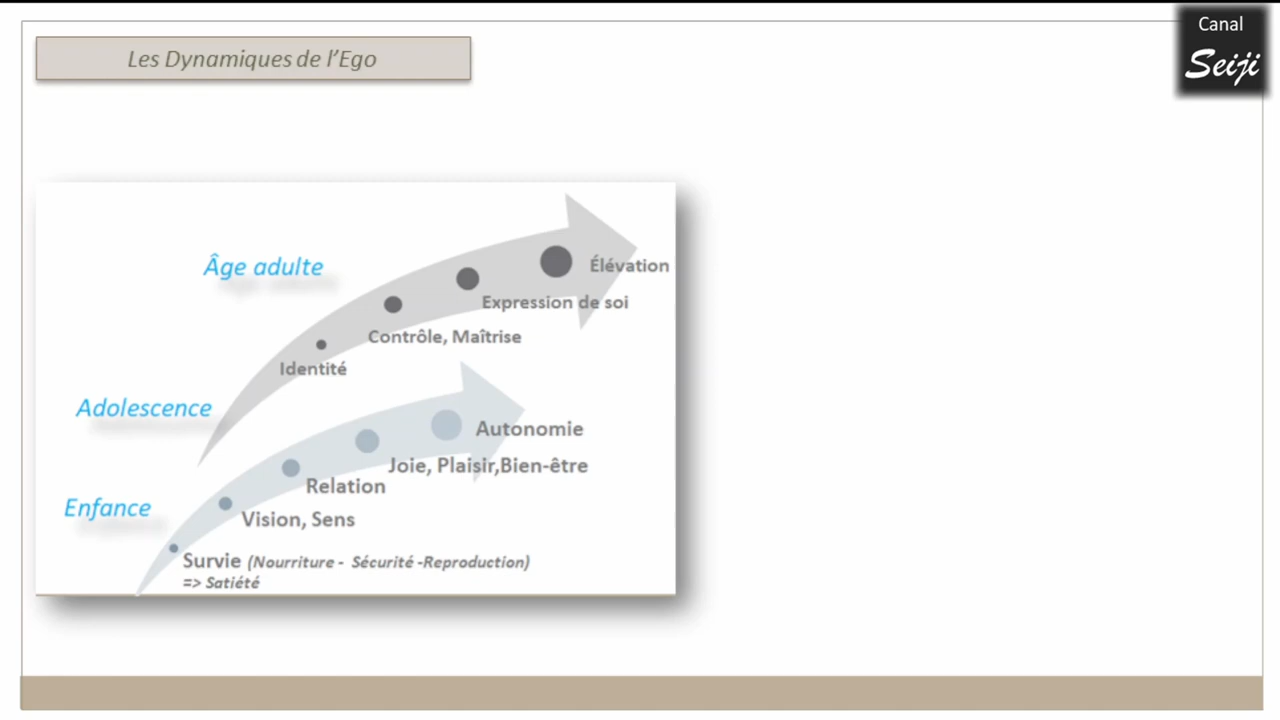 Les Dynamiques de l'Ego
Canal
Seiji
Âge adulte
Élévation
Expression de soi
Contrôle, Maîtrise
Identité
Adolescence
Autonomie
Joie, Plaisir,Bien-être
Relation
Enfance
Vision, Sens
Survie (Nourriture - Sécurité -Reproduction)
=> Satiété